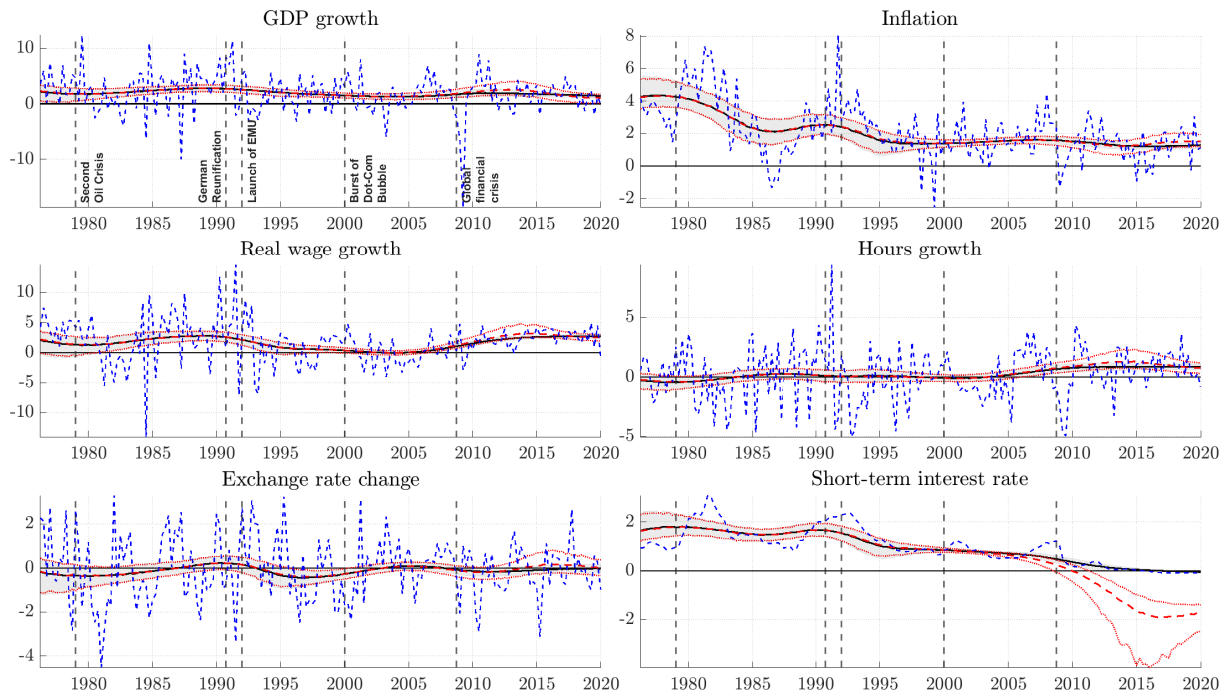 GDP growth
10
0
-10
Second
Oil Crisis
German
Reunification
Launch of EMU
Burst of
Dot-Com
Bubble
Global
financial
crisis
1980 1985 1990 1995 2000 2005 2010 2015 2020
Inflation
8
6
4
2
0
-2
1980 1985 1990 1995 2000 2005 2010 2015 2020
Real wage growth
10
5
0
-5
-10
1980 1985 1990 1995 2000 2005 2010 2015 2020
Hours growth
5
0
-5
1980 1985 1990 1995 2000 2005 2010 2015 2020
Exchange rate change
2
0
-2
-4
1980 1985 1990 1995 2000 2005 2010 2015 2020
Short-term interest rate
2
0
-2
1980 1985 1990 1995 2000 2005 2010 2015 2020